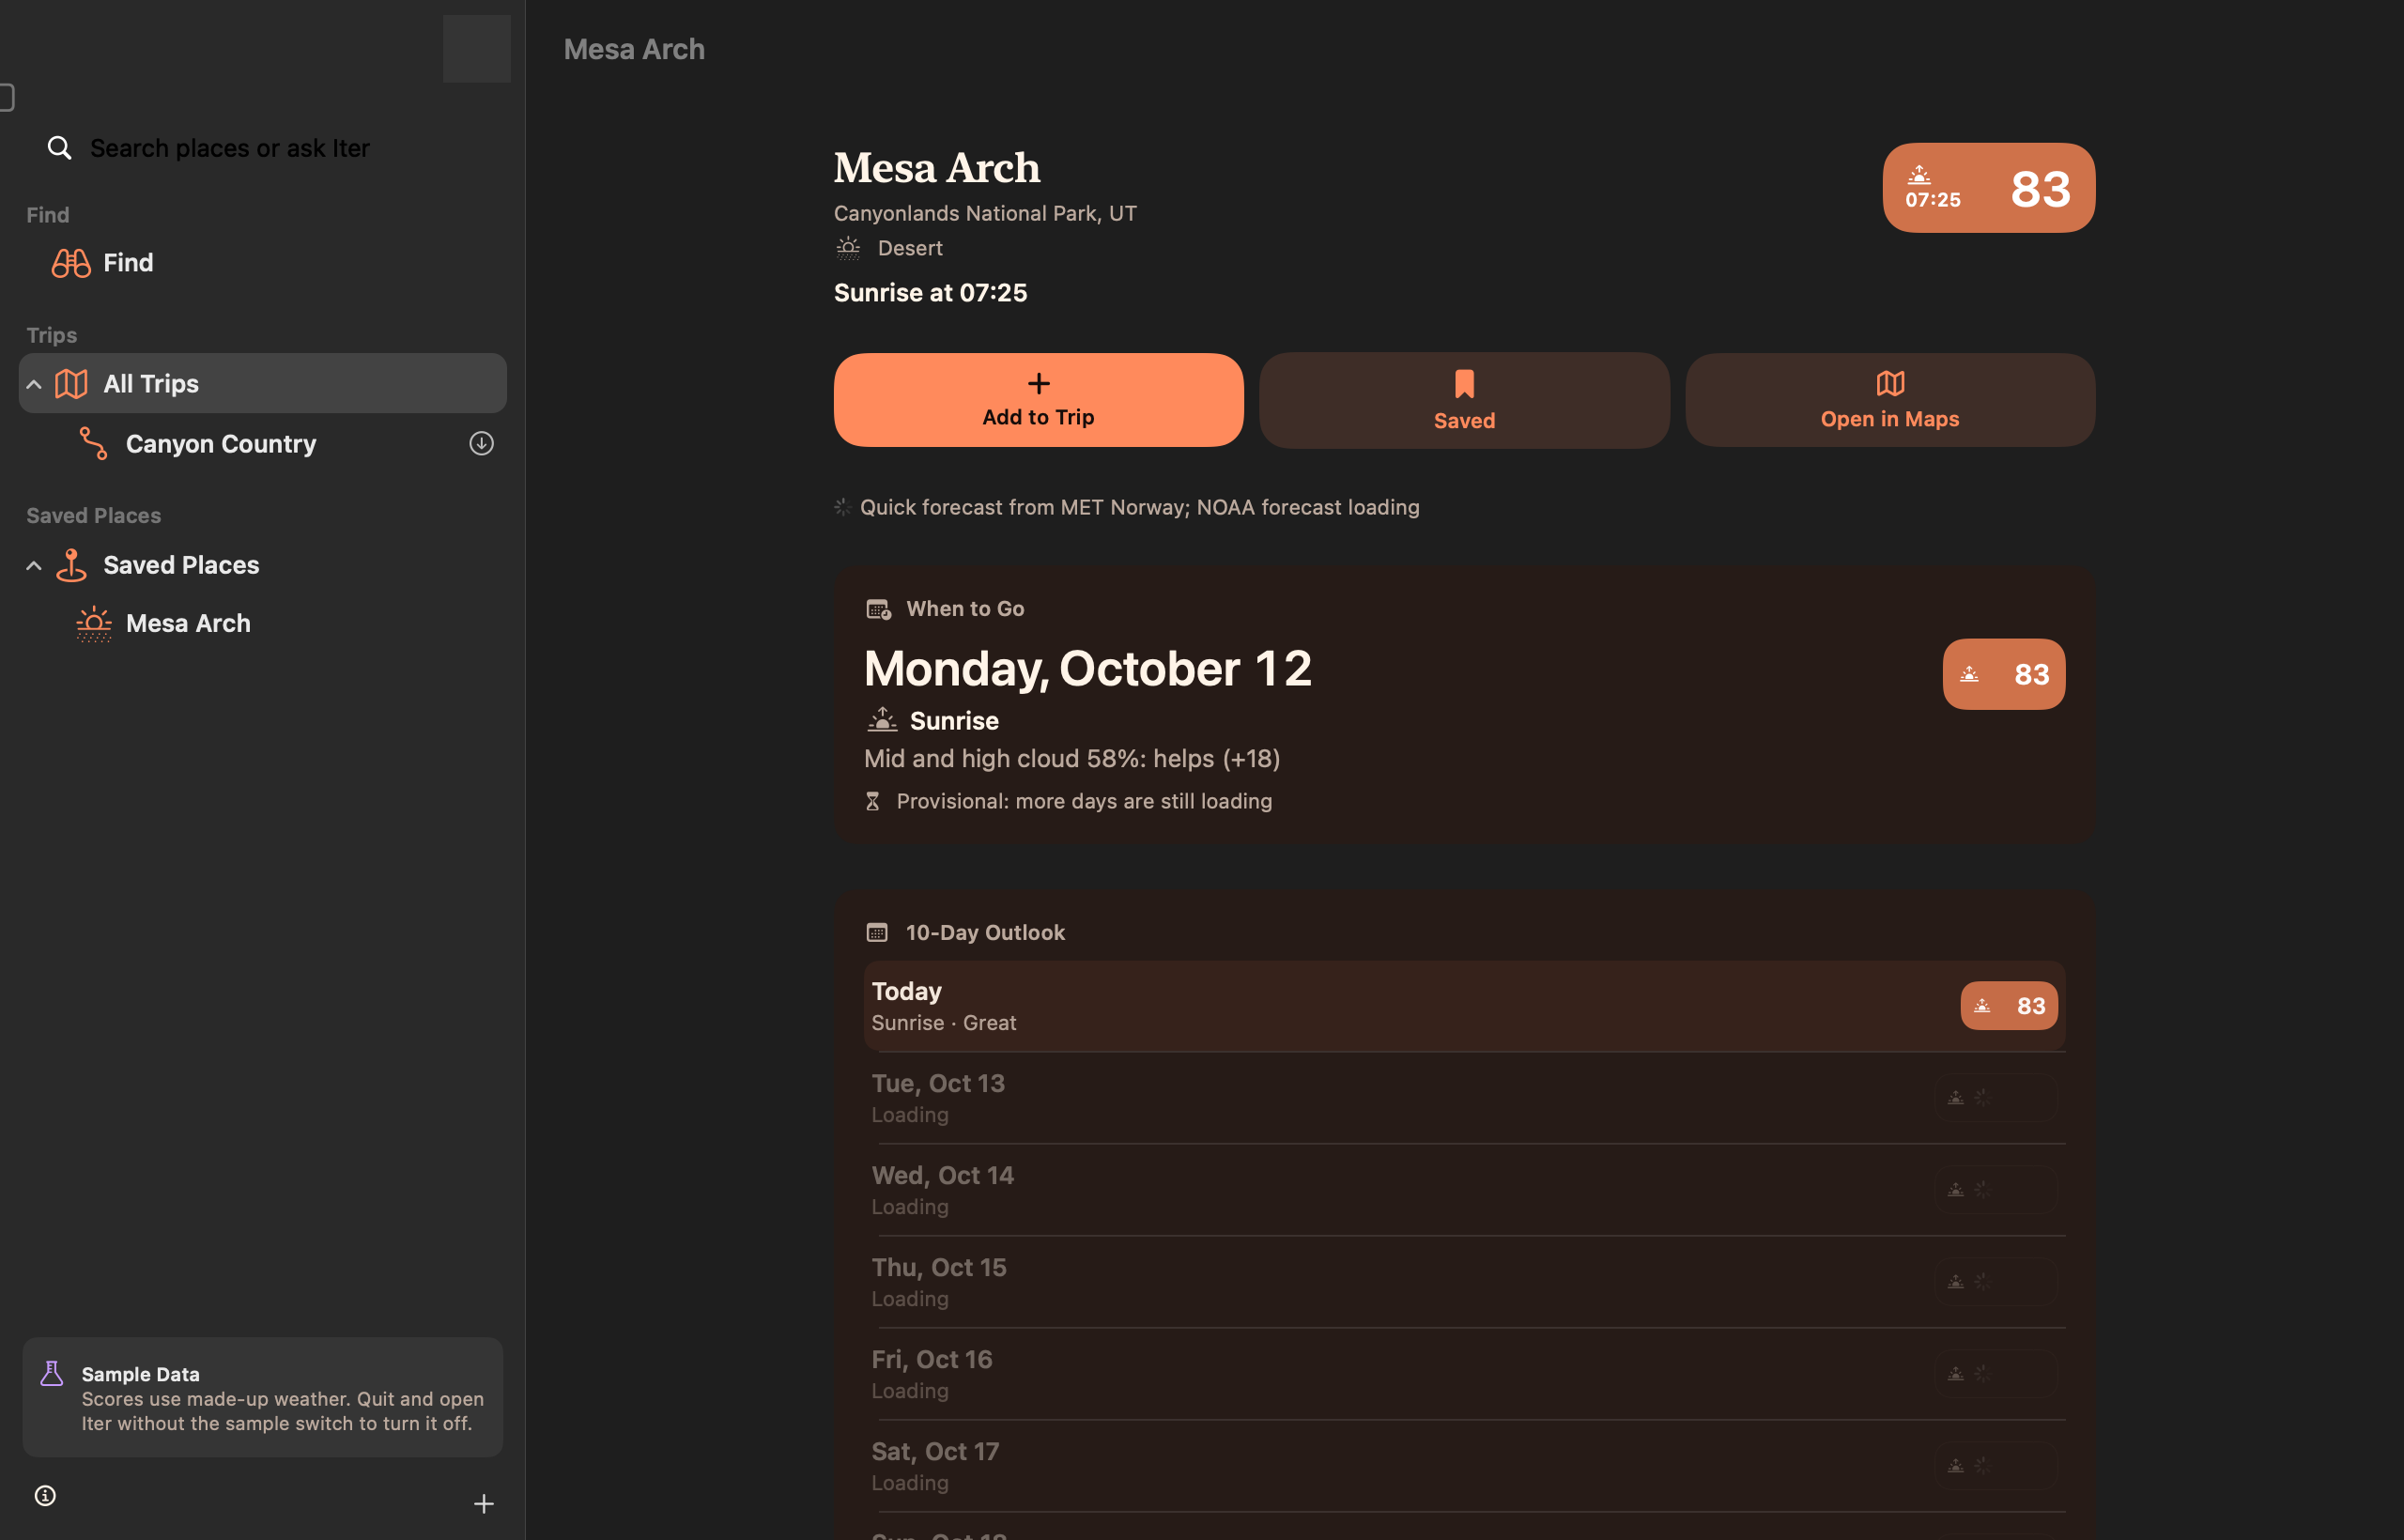 Mesa Arch
Search places or ask Iter
Find
Find
Trips
All Trips
Canyon Country
Saved Places
Saved Places
Mesa Arch
Sample Data
Scores use made-up weather. Quit and open
Iter without the sample switch to turn it off.
Mesa Arch
Canyonlands National Park, UT
Desert
Sunrise at 07:25
07:25
83
Add to Trip
Saved
Open in Maps
Quick forecast from MET Norway; NOAA forecast loading
When to Go
Monday, October 12
83
Sunrise
Mid and high cloud 58%: helps (+18)
Provisional: more days are still loading
10-Day Outlook
Today
Sunrise · Great
83
Tue, Oct 13
Loading
Wed, Oct 14
Loading
Thu, Oct 15
Loading
Fri, Oct 16
Loading
Sat, Oct 17
Loading
Sun, Oct 18